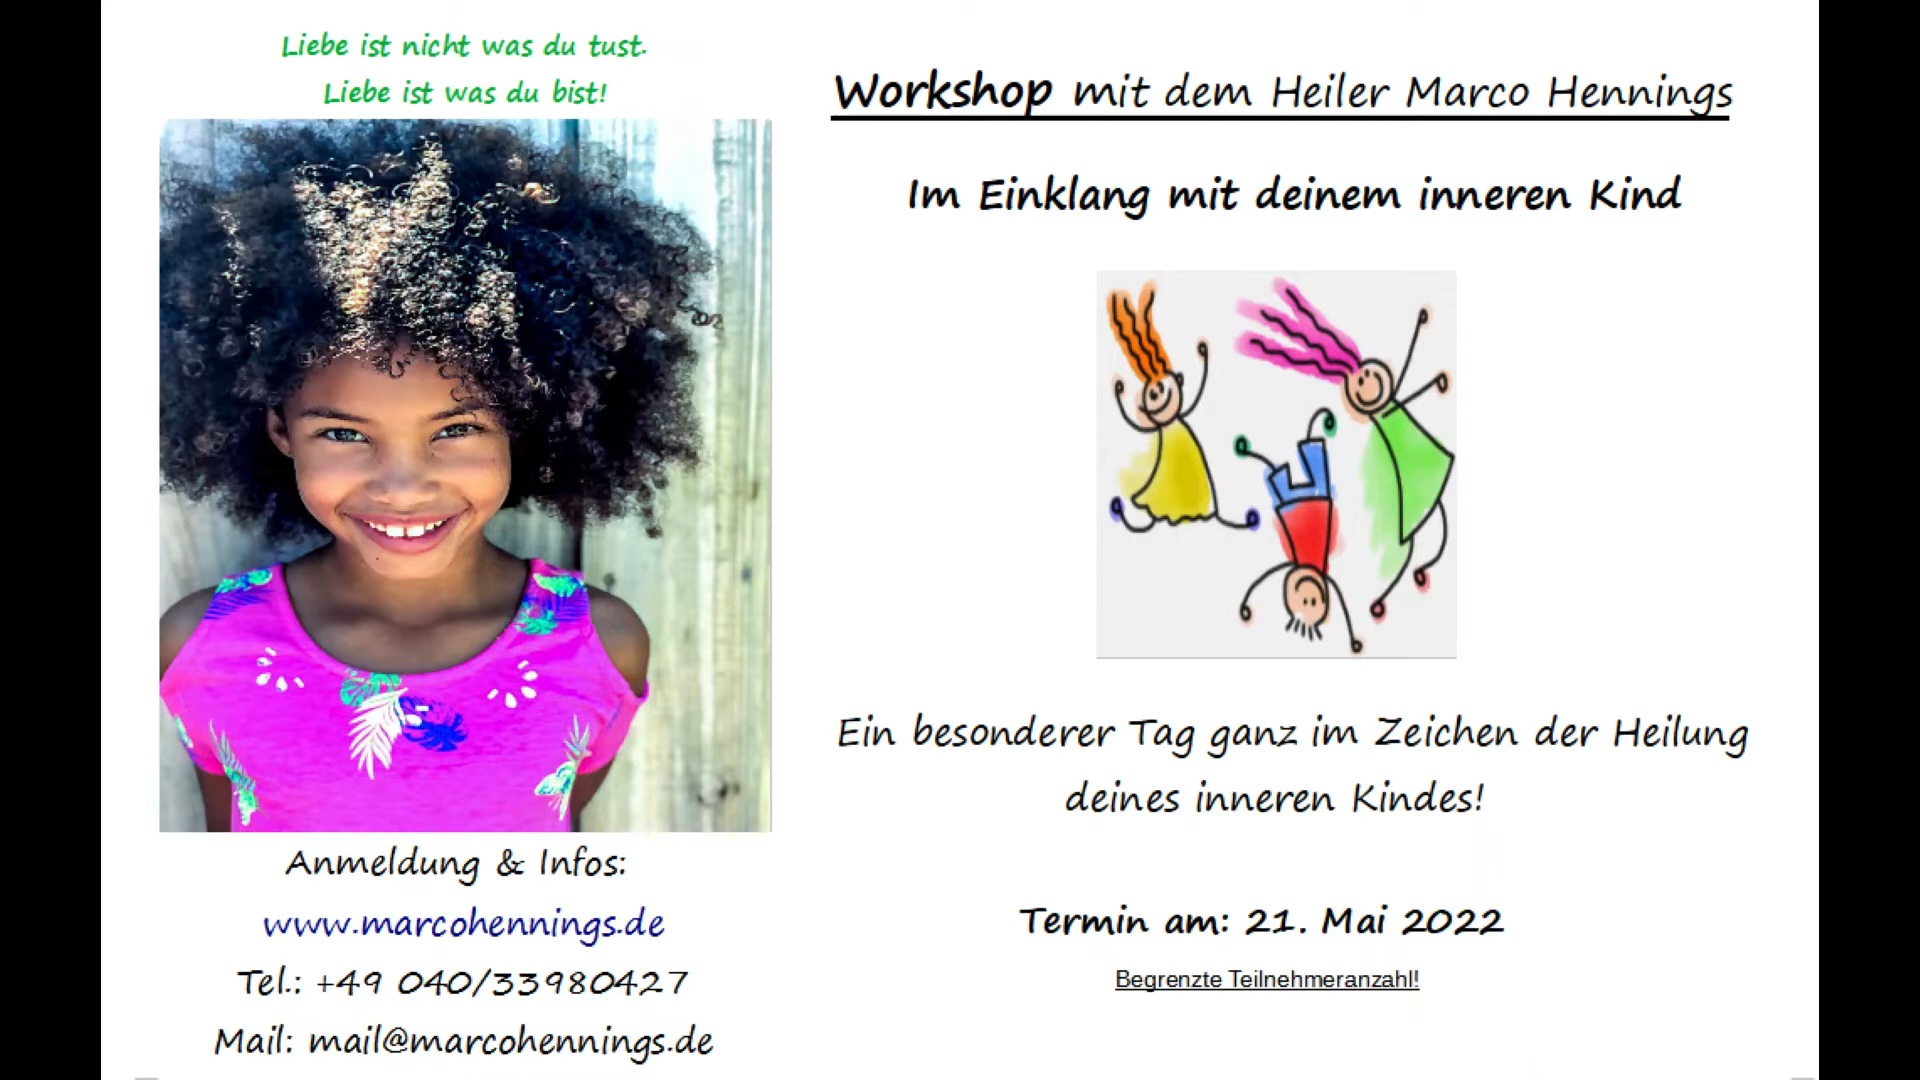 Liebe ist nicht was du tust.
Liebe ist was du bist!
Anmeldung & Infos:
www.marcohennings.de
Tel.: +49 040/33980427
Mail: mail@marcohennings.de
Workshop mit dem Heiler Marco Hennings
Im Einklang mit deinem inneren Kind
Ein besonderer Tag ganz im Zeichen der Heilung
deines inneren Kindes!
Termin am: 21. Mai 2022
Begrenzte Teilnehmeranzahl!